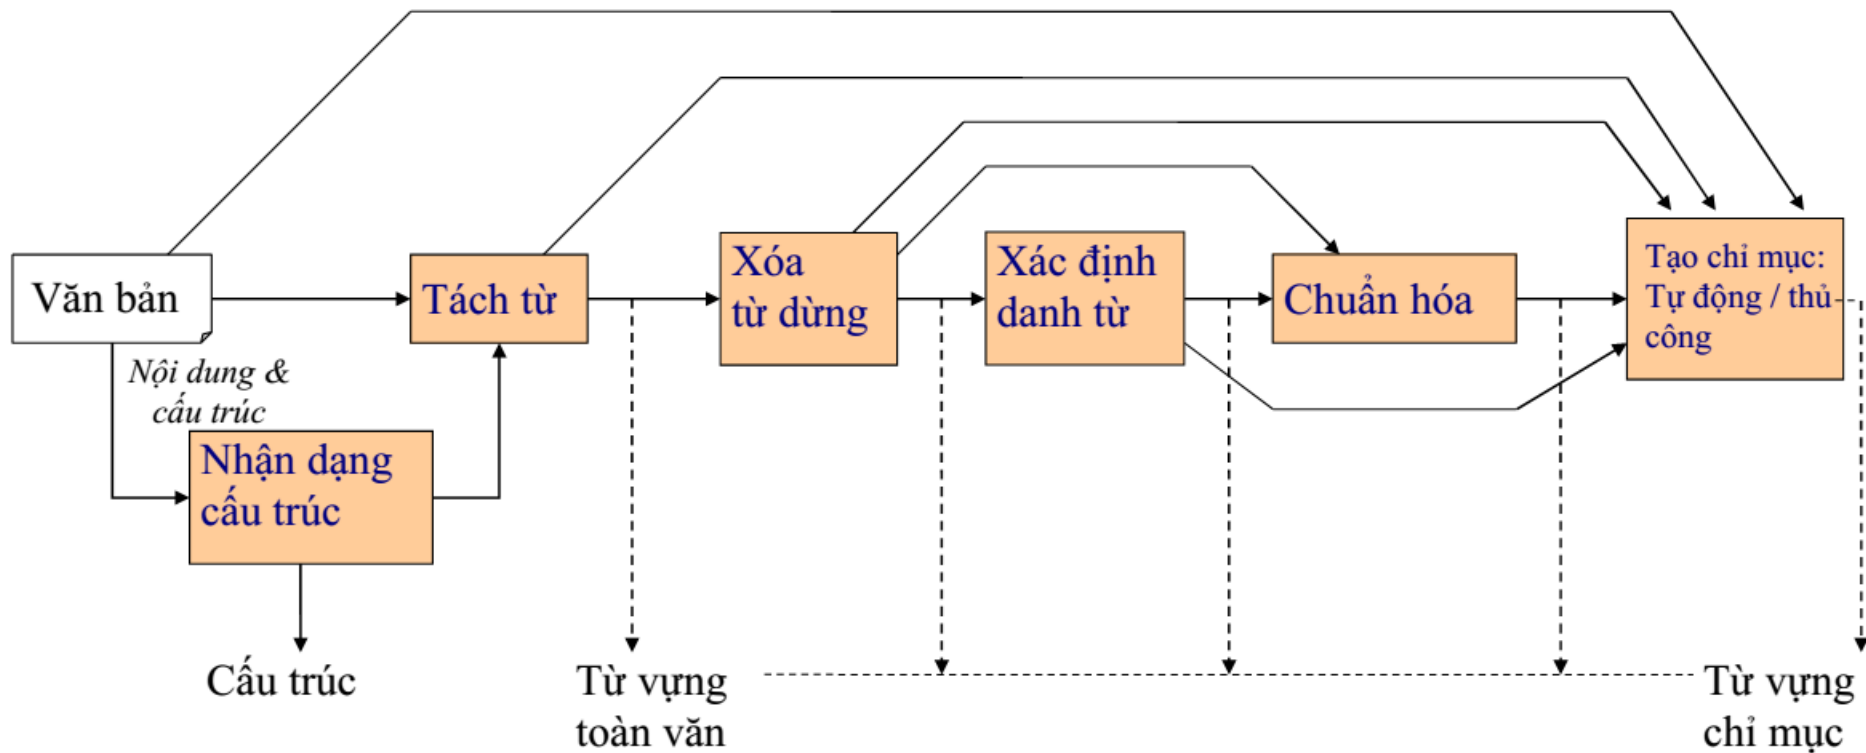 Văn bản
Tách từ
Xóa
từ dừng
Xác định
danh từ
Chuẩn hóa
Tạo chỉ mục:
Tự động / thủ
công
Nội dung &
cấu trúc
Nhận dạng
cấu trúc
Cấu trúc
Từ vựng
toàn văn
Từ vựng
chỉ mục